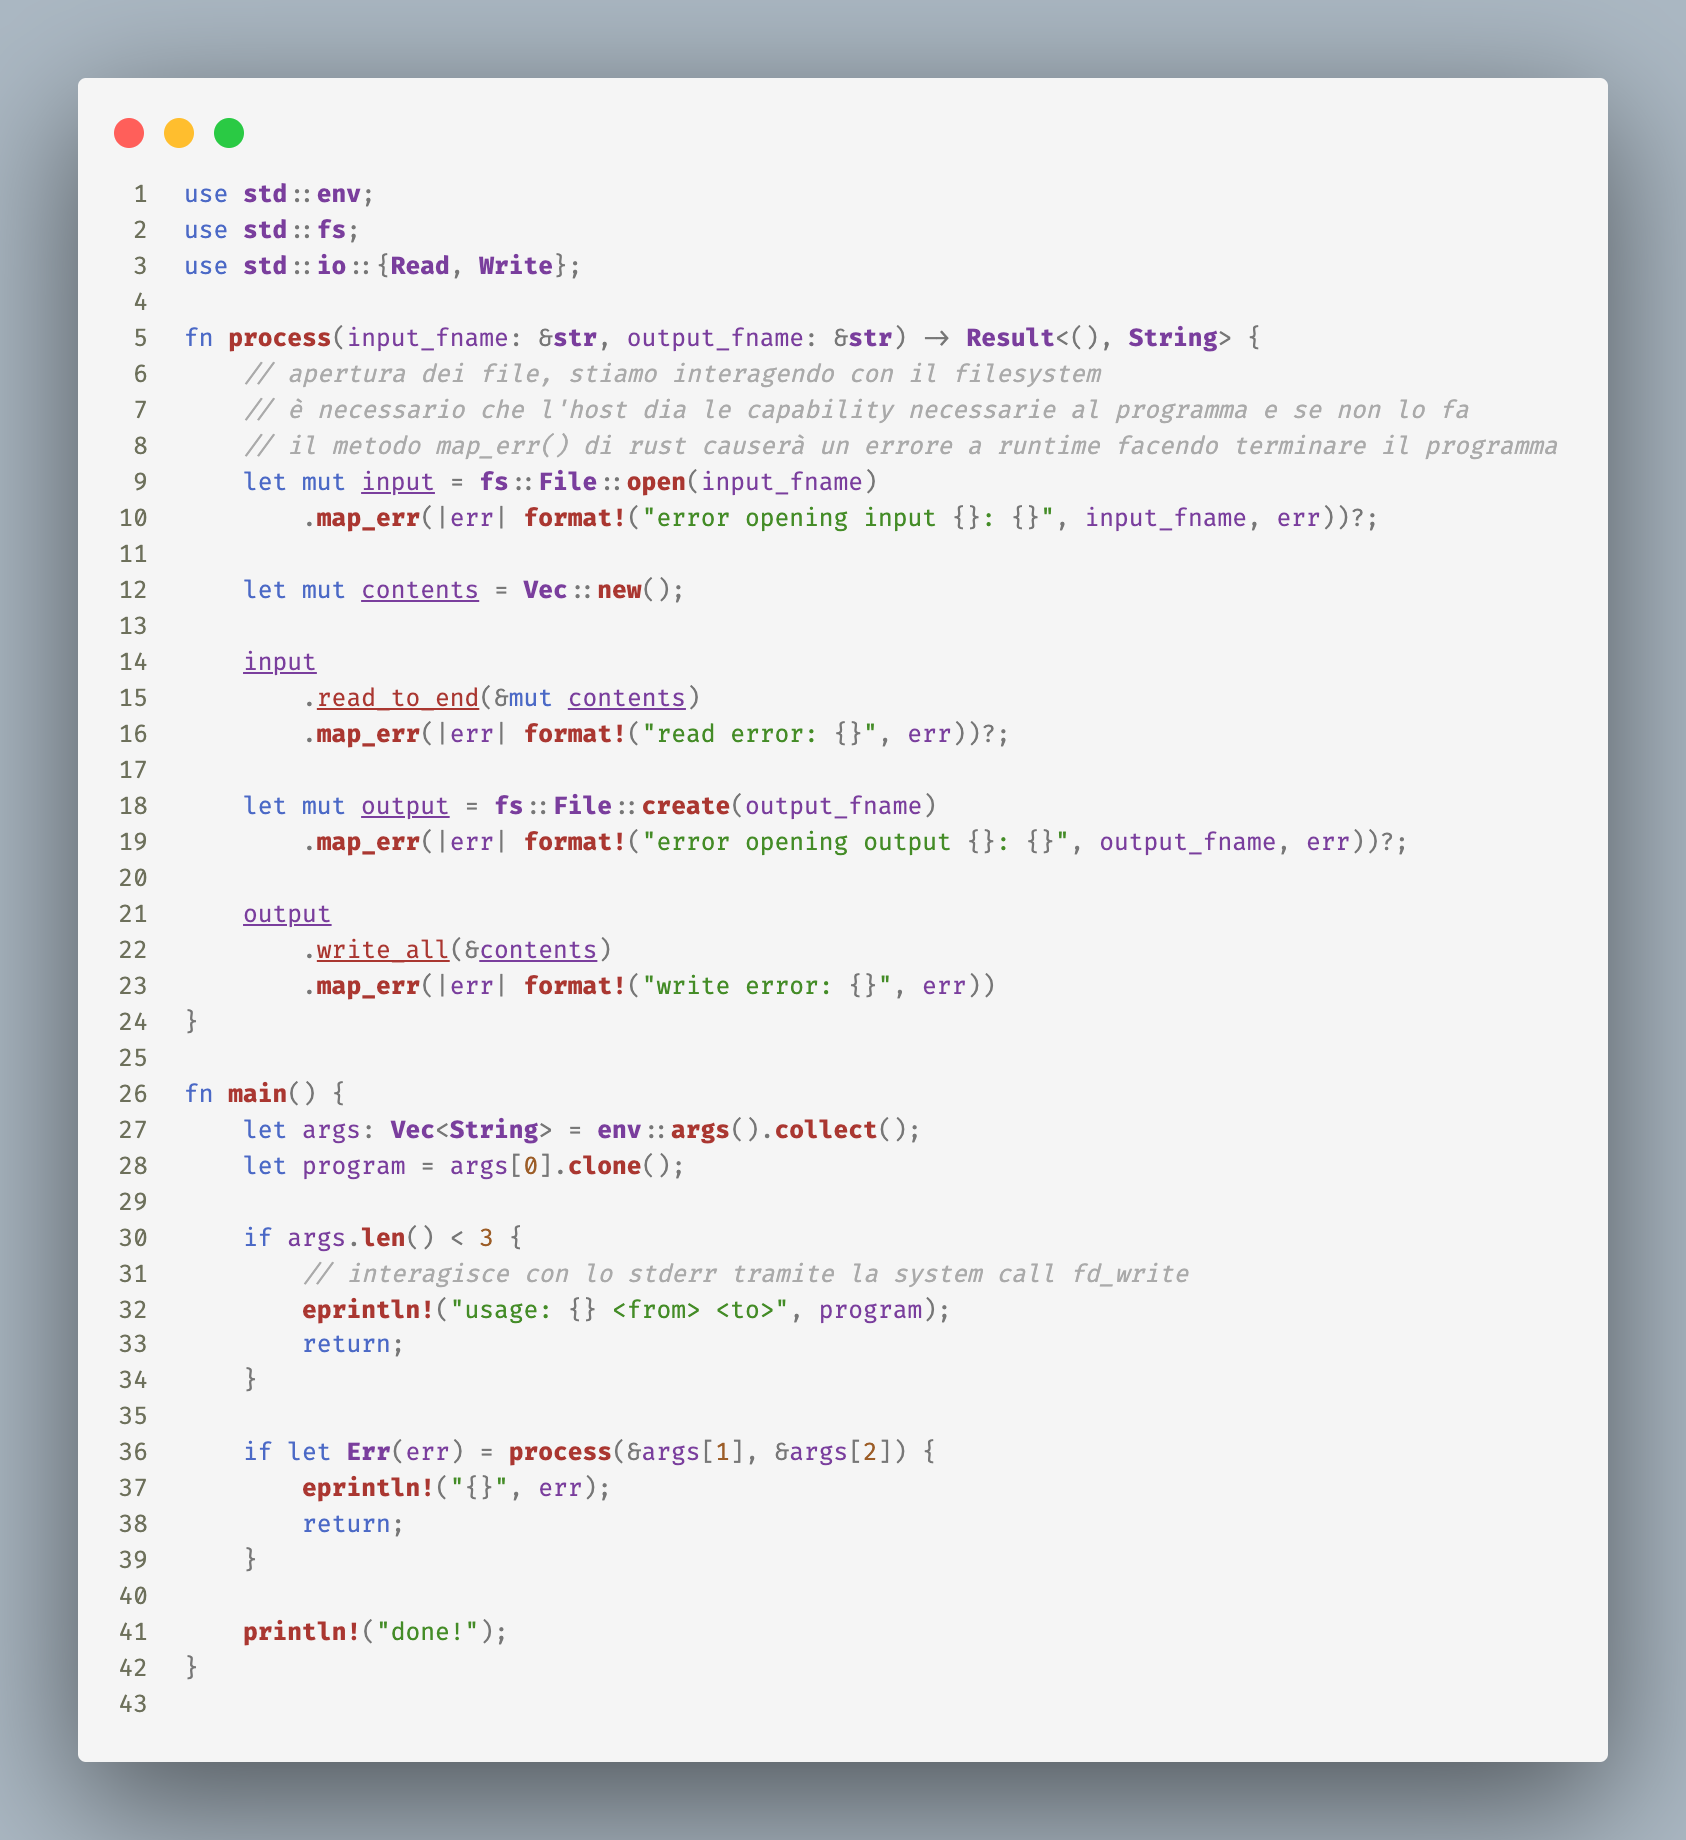 1 use std::env;
2 use std::fs;
3 use std::io::{Read, Write};
4
5 fn process(input_fname: &str, output_fname: &str) -> Result<(), String> {
6     // apertura dei file, stiamo interagendo con il filesystem
7     // è necessario che l'host dia le capability necessarie al programma e se non lo fa
8     // il metodo map_err() di rust causerà un errore a runtime facendo terminare il programma
9     let mut input = fs::File::open(input_fname)
10         .map_err(|err| format!("error opening input {}: {}", input_fname, err))?;
11
12     let mut contents = Vec::new();
13
14     input
15         .read_to_end(&mut contents)
16         .map_err(|err| format!("read error: {}", err))?;
17
18     let mut output = fs::File::create(output_fname)
19         .map_err(|err| format!("error opening output {}: {}", output_fname, err))?;
20
21     output
22         .write_all(&contents)
23         .map_err(|err| format!("write error: {}", err))
24 }
25
26 fn main() {
27     let args: Vec<String> = env::args().collect();
28     let program = args[0].clone();
29
30     if args.len() < 3 {
31         // interagisce con lo stderr tramite la system call fd_write
32         eprintln!("usage: {} <from> <to>", program);
33         return;
34     }
35
36     if let Err(err) = process(&args[1], &args[2]) {
37         eprintln!("{}", err);
38         return;
39     }
40
41     println!("done!");
42 }
43